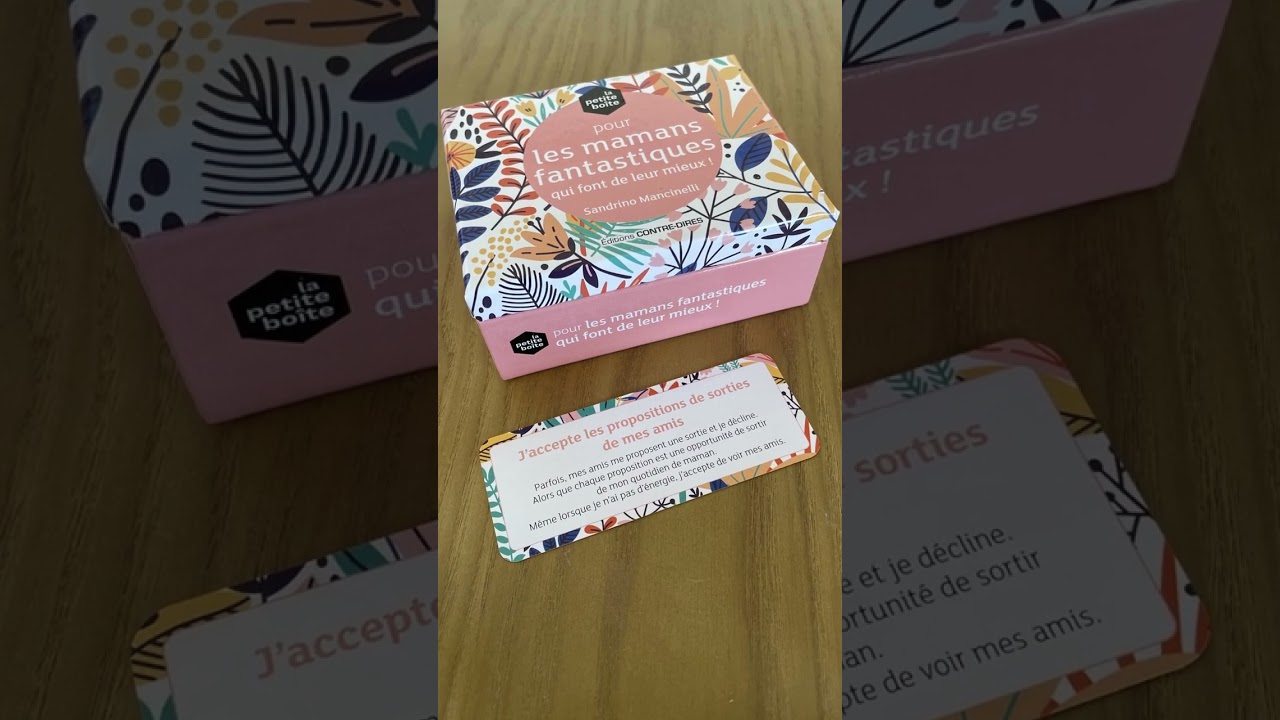 la
petite
boîte
pour
les mamans
fantastiques
qui font de leur mieux !
Sandrino Mancinelli
Éditions CONTRE-DIRES
la
petite
boîte
pour les mamans fantastiques
qui font de leur mieux !
J'accepte les propositions de sorties
de mes amis
Parfois, mes amis me proposent une sortie et je décline.
Alors que chaque proposition est une opportunité de sortir
de mon quotidien de maman.
Même lorsque je n'ai pas d'énergie, j'accepte de voir mes amis.
la
petite
boîte
pou
qui
J'accepte
tastiques
x !
sorties
e et je décline.
ortunité de sortir
an.
pte de voir mes amis.